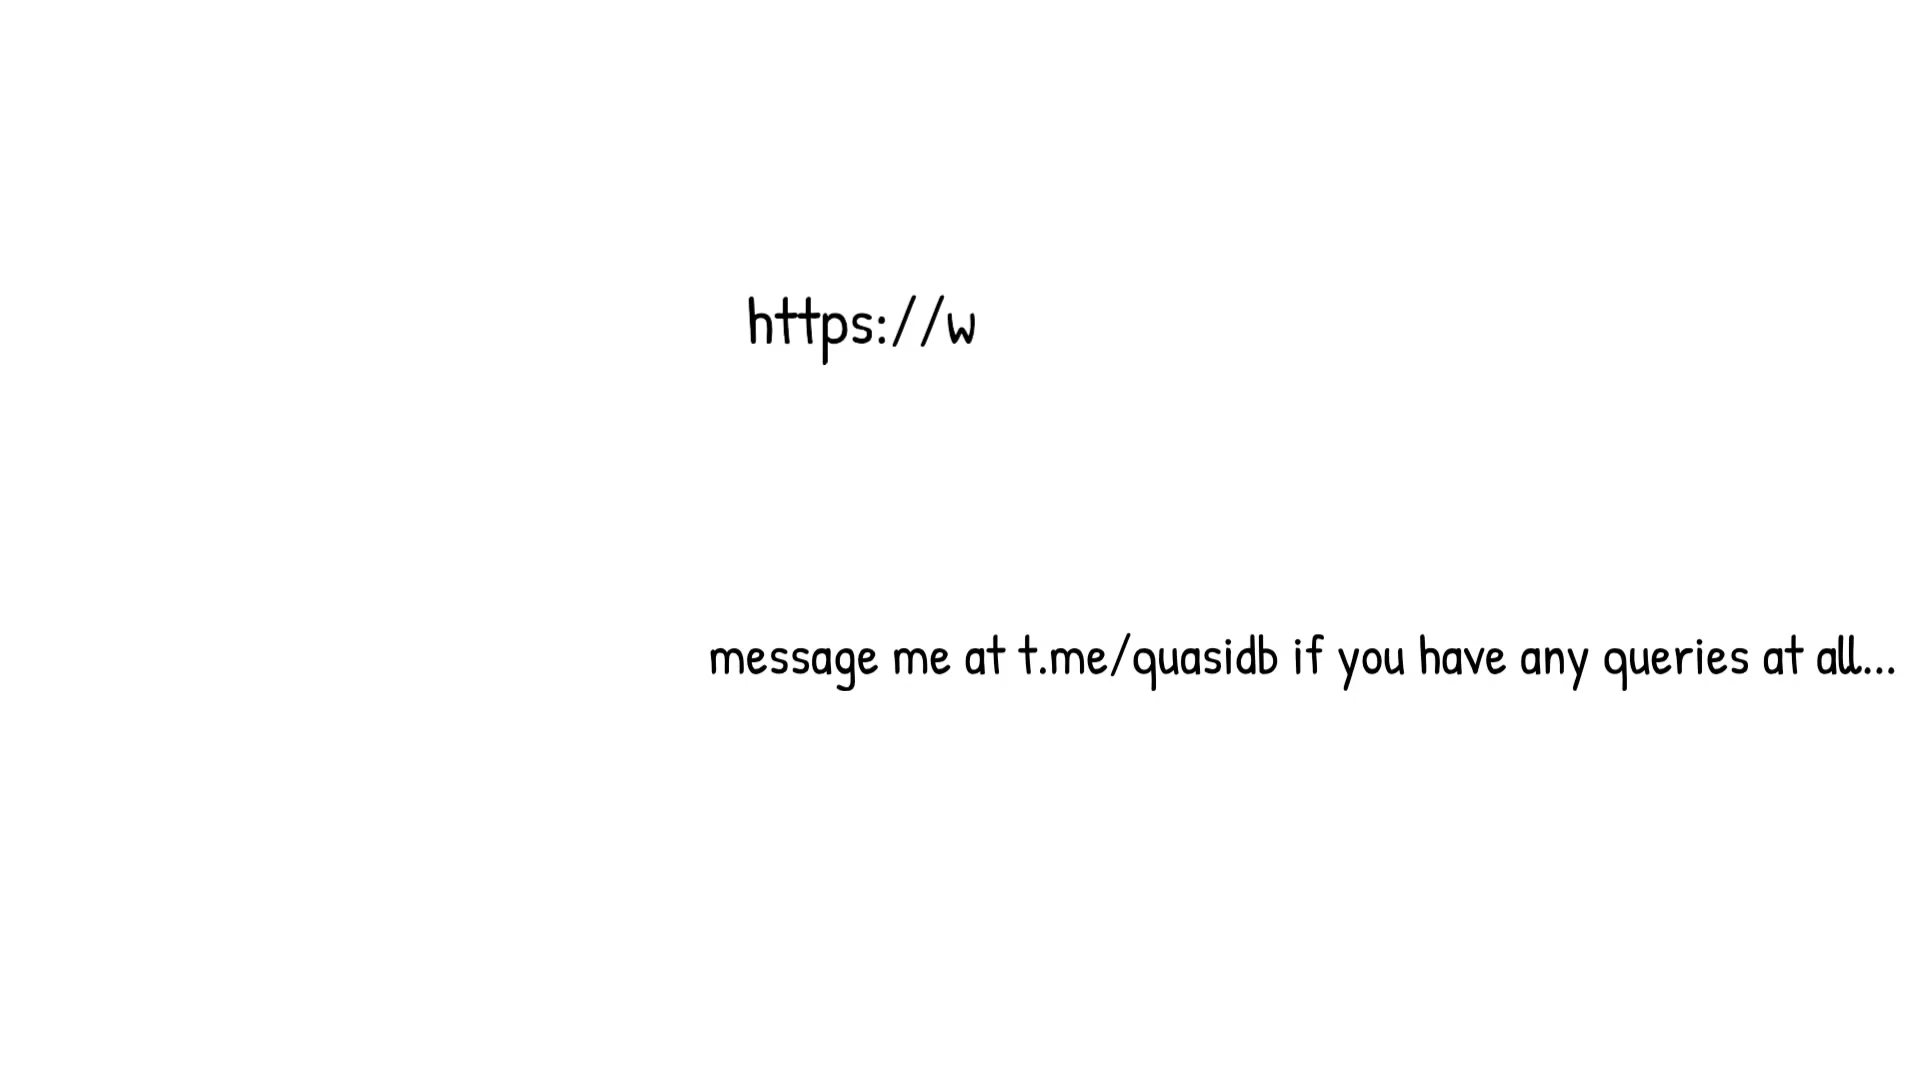 https://w
message me at t.me/quasidb if you have any queries at all...